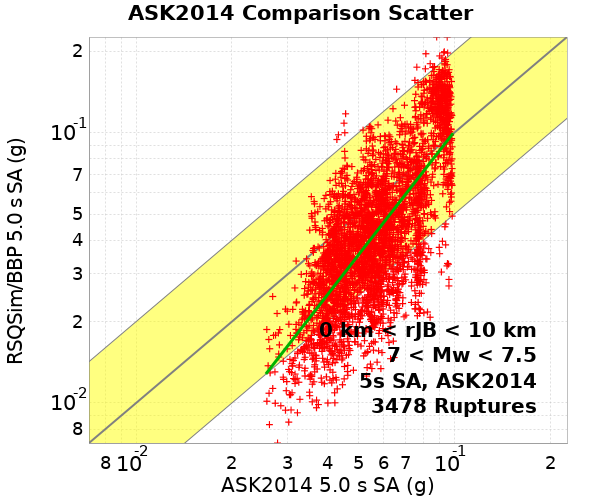 ASK2014 Comparison Scatter
RSQSim/BBP 5.0 s SA (g)
2
10-1
7
5
4
3
2
10-2
8
0 km < rJB < 10 km
7 < Mw < 7.5
5s SA, ASK2014
3478 Ruptures
8 10-2 2 3 4 5 6 7 10-1 2
ASK2014 5.0 s SA (g)